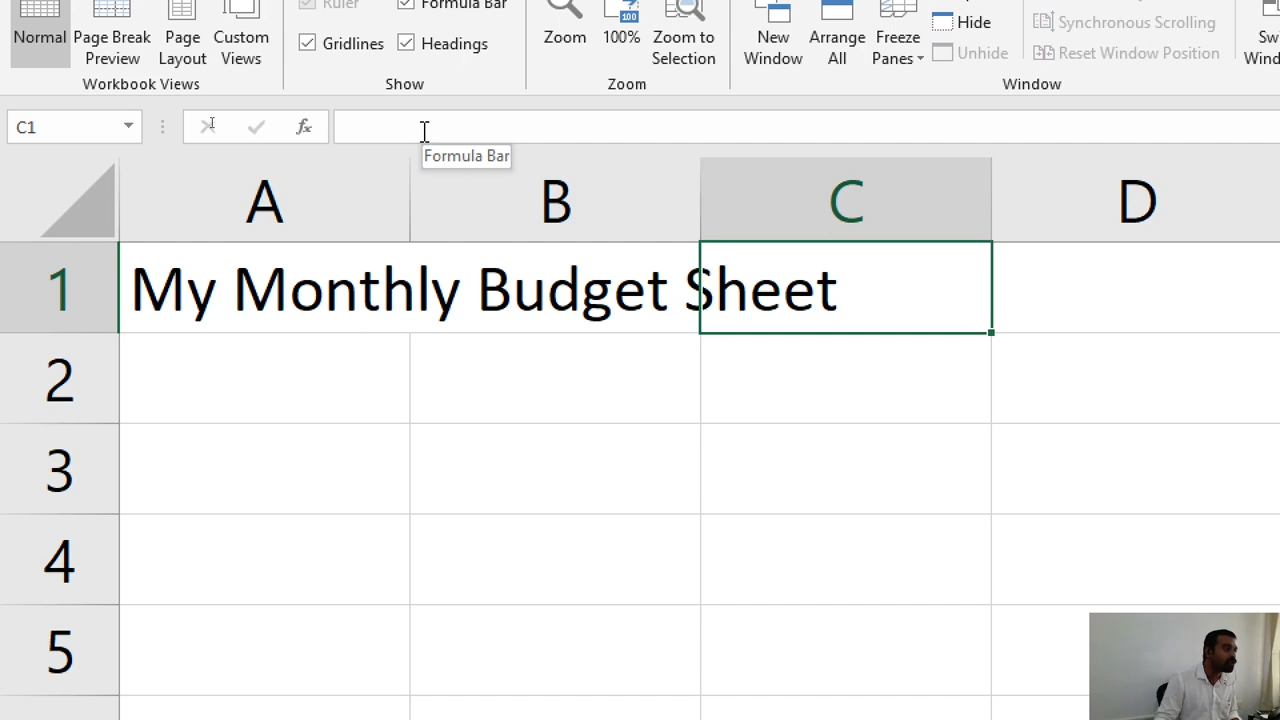 Ruler Formula Bar
Hide
Synchronous Scrolling
Normal Page Break Preview Page Layout Custom Views
Gridlines Headings
Zoom 100% Zoom to Selection
New Window Arrange All Freeze Panes
Unhide
Reset Window Position
Workbook Views Show Zoom Window
C1 fx
Formula Bar
A B C D
1 My Monthly Budget Sheet
2
3
4
5